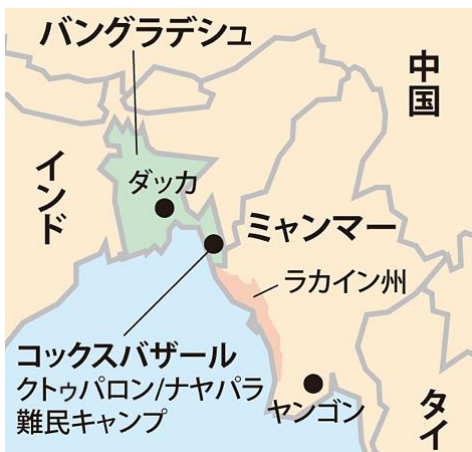 バングラデシュ
中国
インド
ダッカ
ミャンマー
ラカイン州
コックスバザール
クトゥパロン/ナヤパラ
難民キャンプ
ヤンゴン
タイ